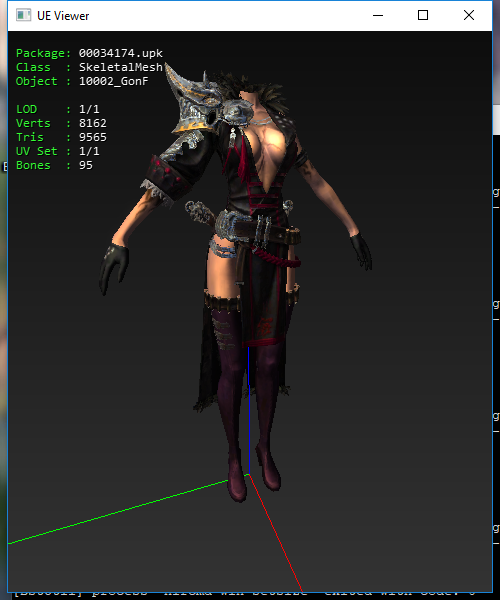 UE Viewer
Package: 00034174.upk
Class : SkeletalMesh
Object : 10002_GonF
LOD : 1/1
Verts : 8162
Tris : 9565
UV Set : 1/1
Bones : 95